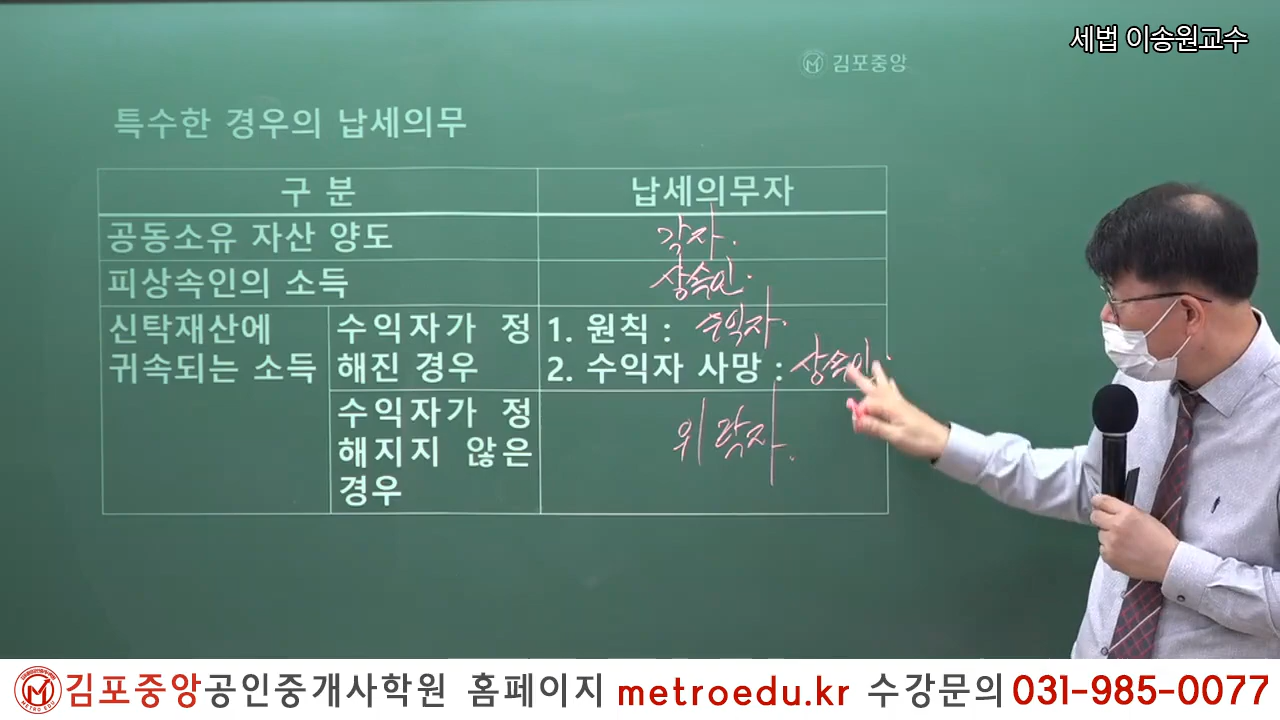 세법 이송원교수
김포중앙
특수한 경우의 납세의무
구 분 납세의무자
공동소유 자산 양도 각자.
피상속인의 소득 상속인.
신탁재산에 귀속되는 소득
수익자가 정
해진 경우
1. 원칙 : 수익자.
2. 수익자 사망 : 상속인.
수익자가 정
해지지 않은
경우
위탁자.
METRO EDU
김포중앙공인중개사학원 홈페이지 metroedu.kr 수강문의 031-985-0077